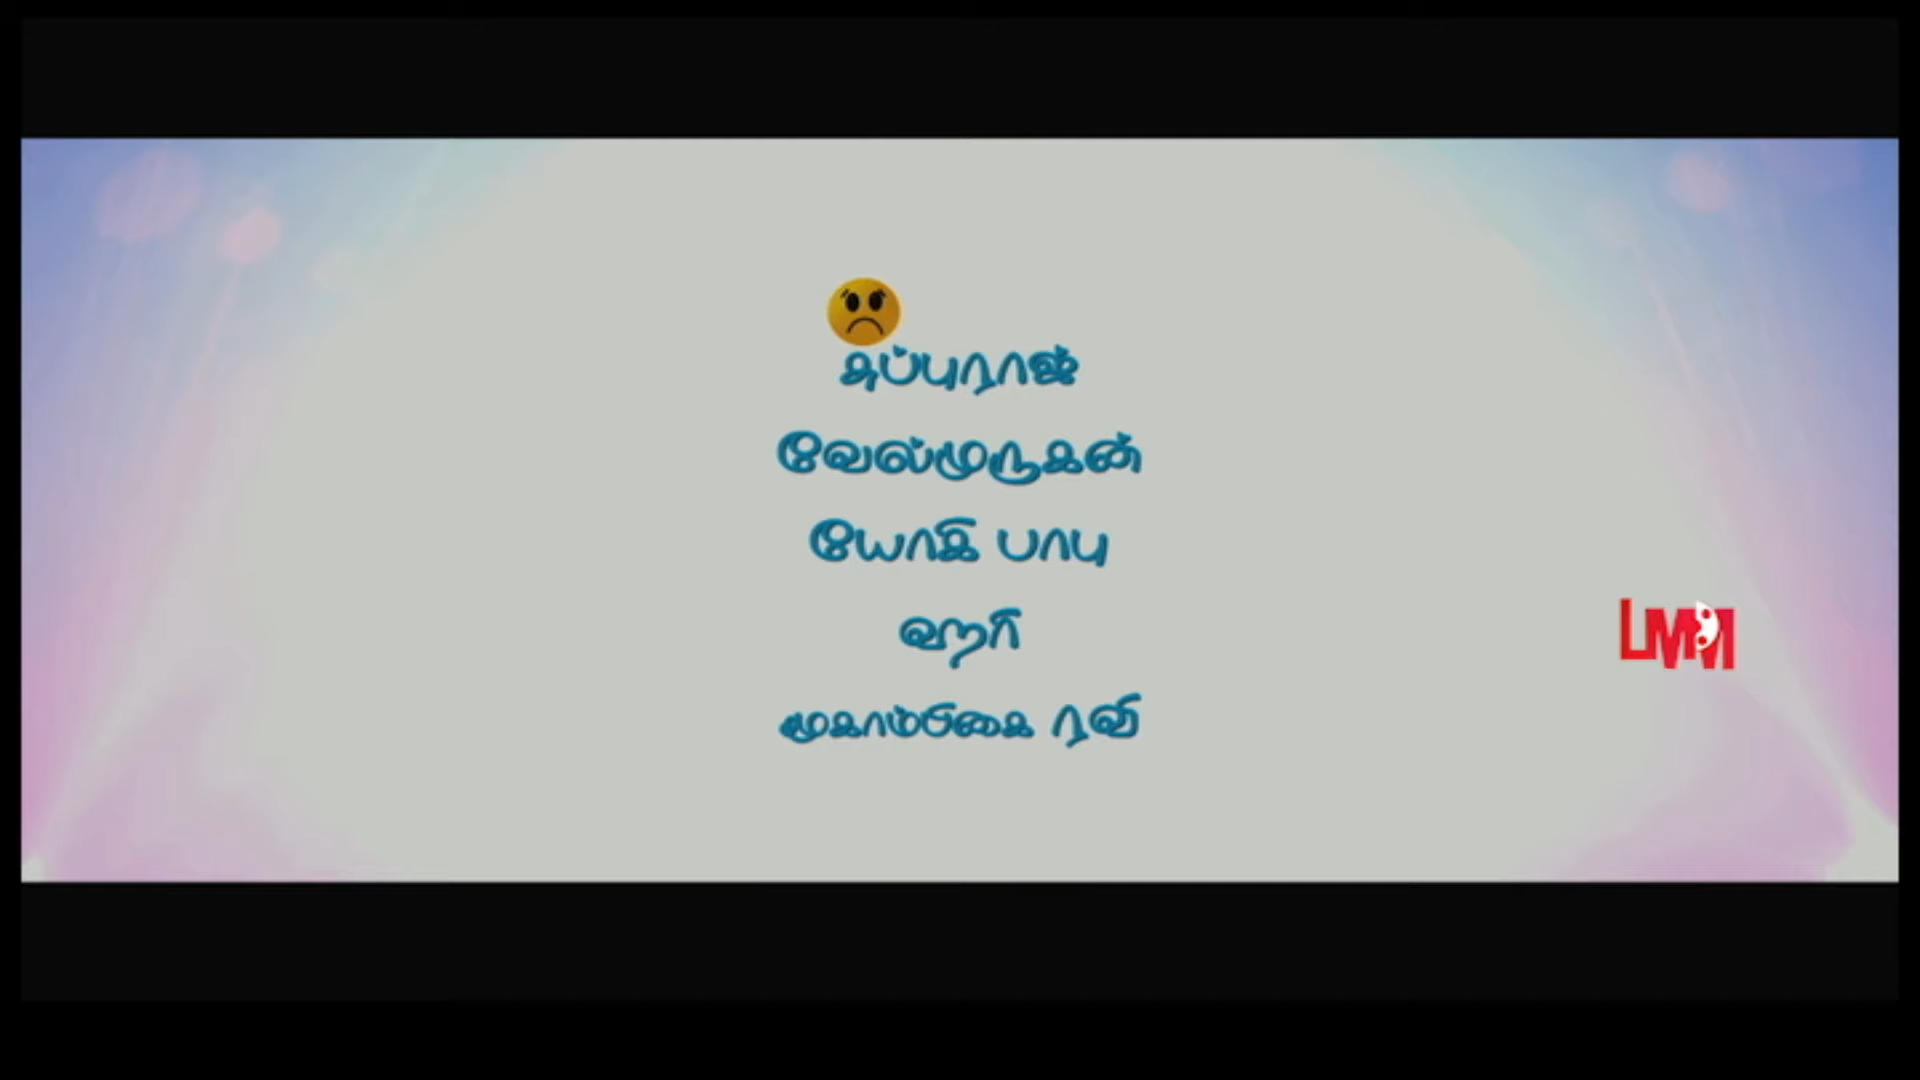 சுப்புராஜ்
வேல்முருகன்
யோகி பாபு
ஹரி
மூகாம்பிகை ரவி
LMM